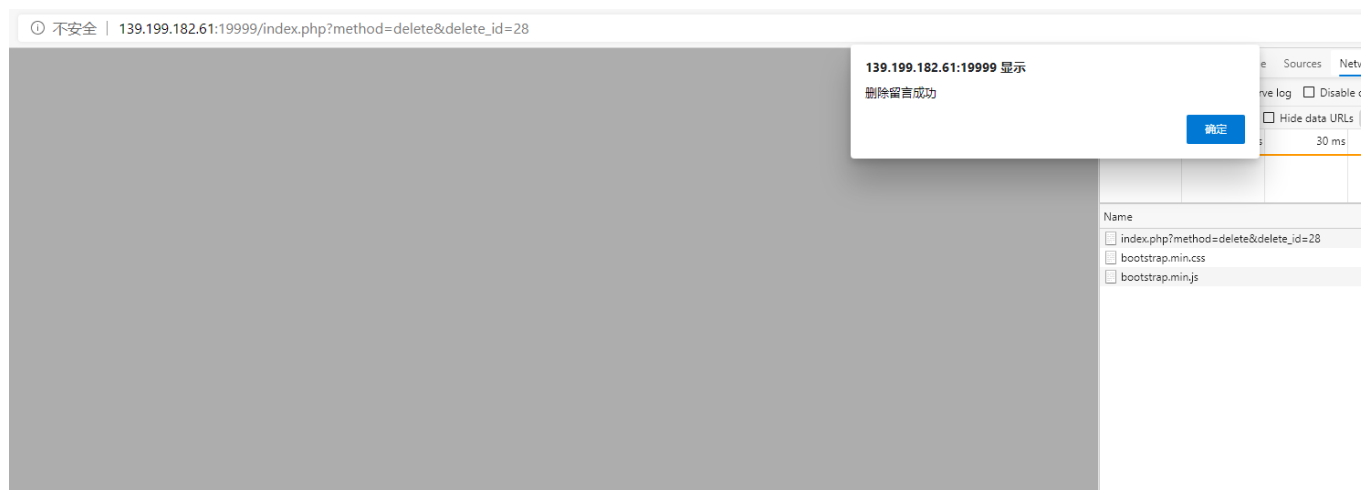 不安全 139.199.182.61:19999/index.php?method=delete&delete_id=28
139.199.182.61:19999 显示
删除留言成功
确定
e Sources Netw
rve log Disable c
Hide data URLs
s 30 ms
Name
index.php?method=delete&delete_id=28
bootstrap.min.css
bootstrap.min.js